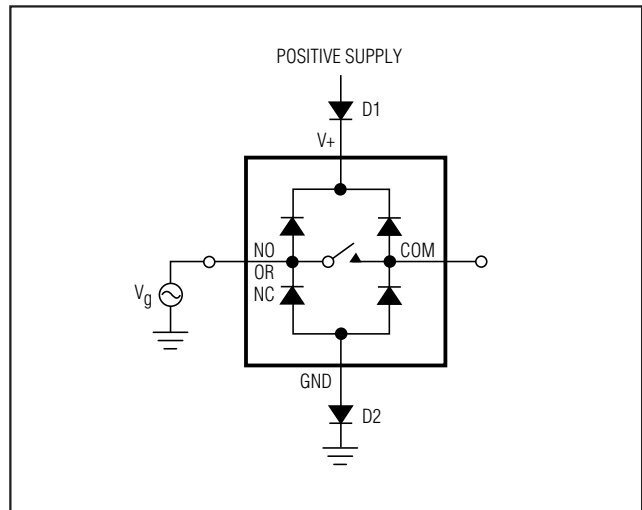 POSITIVE SUPPLY
D1
V+
NO
COM
OR
NC
Vg
GND
D2